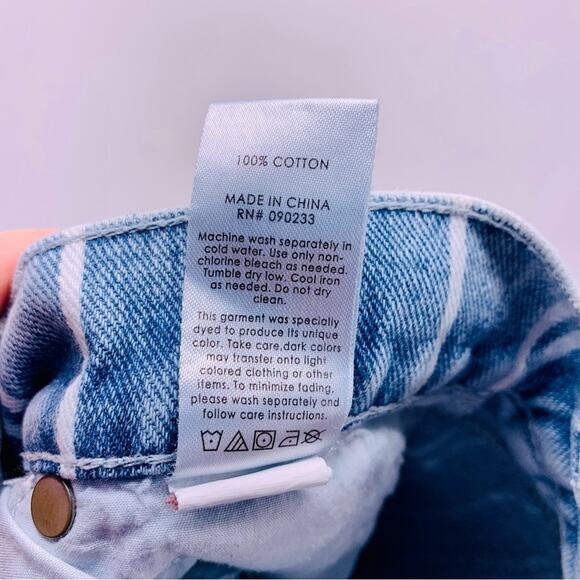 100% COTTON
MADE IN CHINA
RN# 090233
Machine wash separately in
cold water. Use only non-
chlorine bleach as needed.
Tumble dry low. Cool iron
as needed. Do not dry
clean.
This garment was specially
dyed to produce its unique
color. Take care,dark colors
may transfer onto light
colored clothing or other
items. To minimize fading,
please wash separately and
follow care instructions.